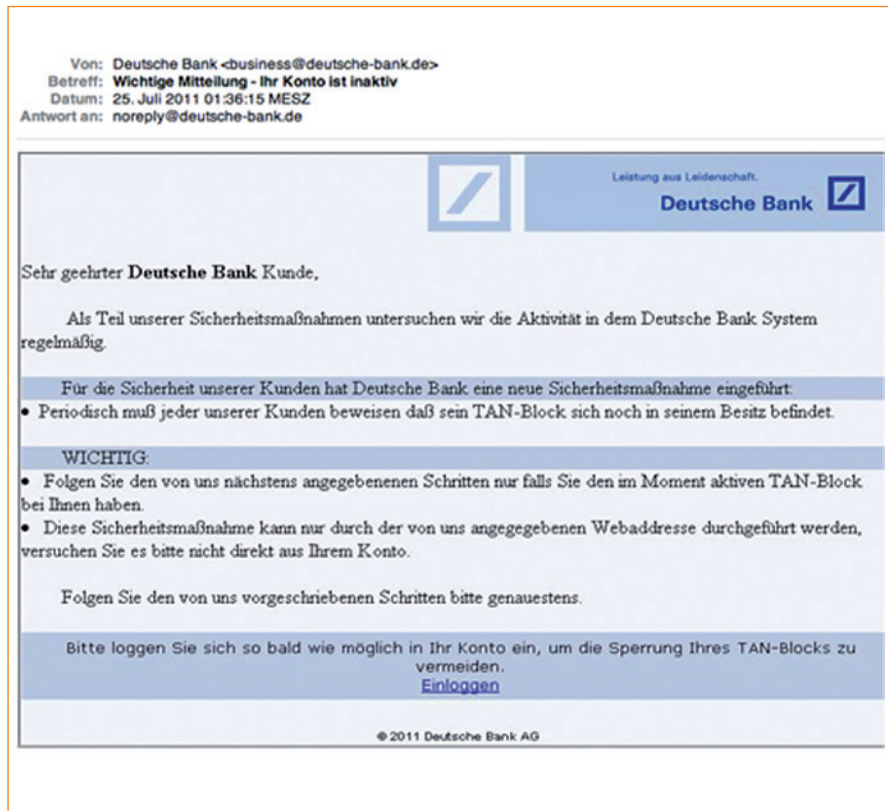 Von: Deutsche Bank <business@deutsche-bank.de>
Betreff: Wichtige Mitteilung - Ihr Konto ist inaktiv
Datum: 25. Juli 2011 01:36:15 MESZ
Antwort an: noreply@deutsche-bank.de
Leistung aus Leidenschaft.
Deutsche Bank
Sehr geehrter Deutsche Bank Kunde,
Als Teil unserer Sicherheitsmaßnahmen untersuchen wir die Aktivität in dem Deutsche Bank System
regelmäßig.
Für die Sicherheit unserer Kunden hat Deutsche Bank eine neue Sicherheitsmaßnahme eingeführt:
• Periodisch muß jeder unserer Kunden beweisen daß sein TAN-Block sich noch in seinem Besitz befindet.
WICHTIG:
• Folgen Sie den von uns nächstens angegebenenen Schritten nur falls Sie den im Moment aktiven TAN-Block
bei Ihnen haben.
• Diese Sicherheitsmaßnahme kann nur durch der von uns angegegebenen Webaddresse durchgeführt werden,
versuchen Sie es bitte nicht direkt aus Ihrem Konto.
Folgen Sie den von uns vorgeschriebenen Schritten bitte genauestens.
Bitte loggen Sie sich so bald wie möglich in Ihr Konto ein, um die Sperrung Ihres TAN-Blocks zu
vermeiden.
Einloggen
© 2011 Deutsche Bank AG